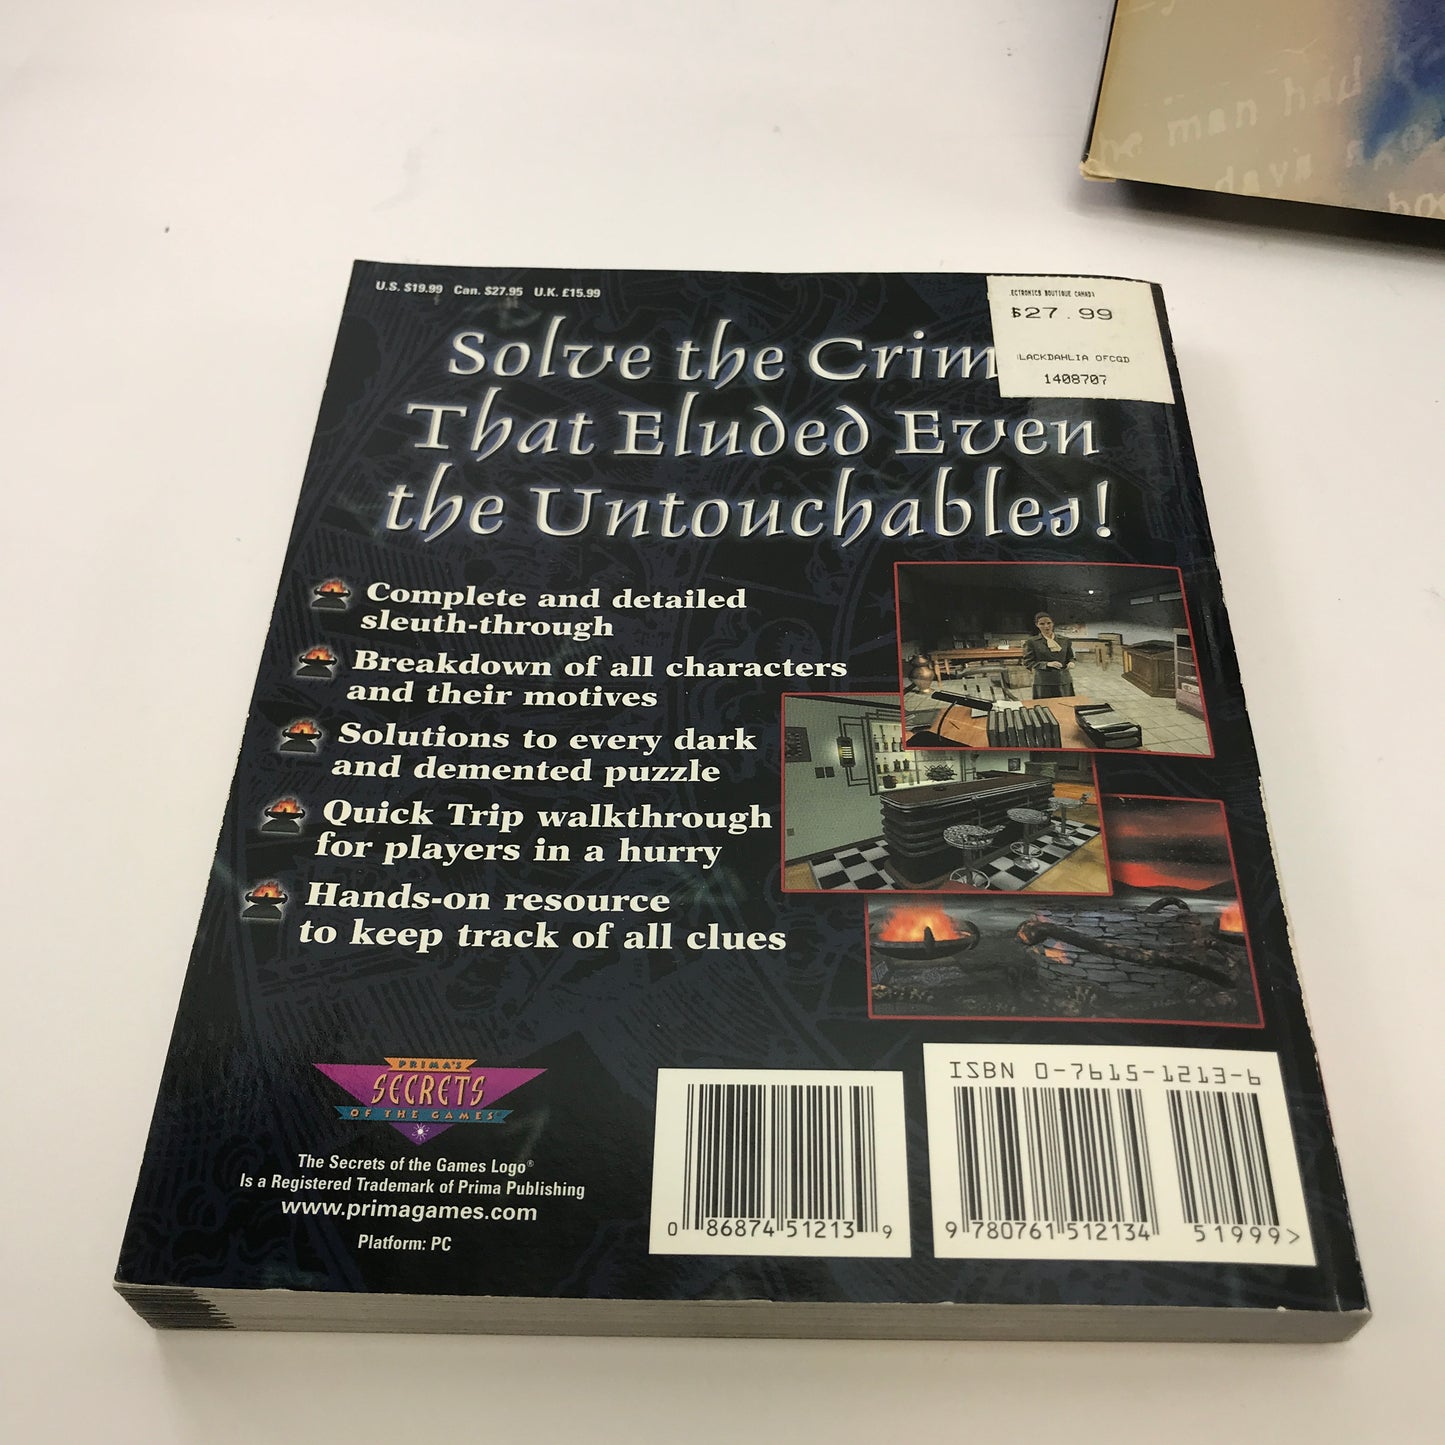 he man had
U.S. $19.99 Can. $27.95 U.K. £15.99
ECTRONICS BOUTIQUE CANADA
$27.99
LACKDAHLIA OFCGD
1408707
Solve the Crim
That Eluded Even
the Untouchables!
Complete and detailed
sleuth-through
Breakdown of all characters
and their motives
Solutions to every dark
and demented puzzle
Quick Trip walkthrough
for players in a hurry
Hands-on resource
to keep track of all clues
PRIMA'S
SECRETS
OF THE GAMES
The Secrets of the Games Logo®
Is a Registered Trademark of Prima Publishing
www.primagames.com
Platform: PC
0 86874 51213 9
ISBN 0-7615-1213-6
9 780761 512134
51999>